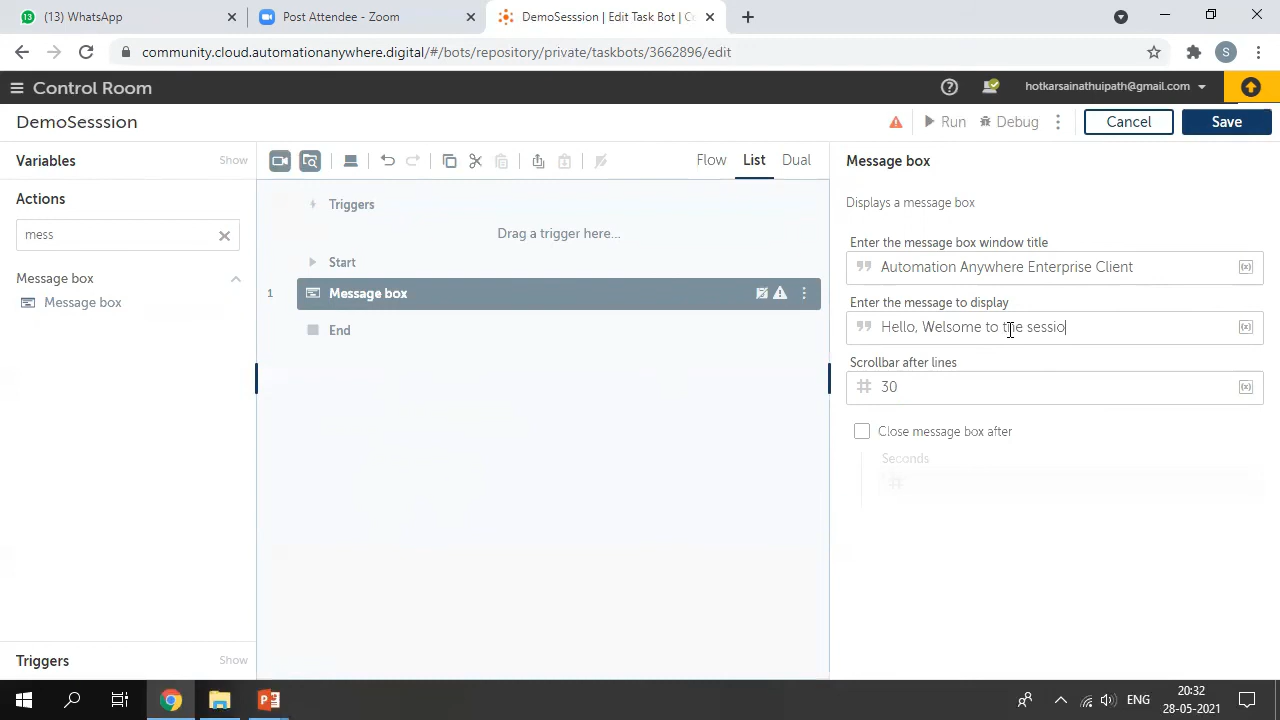 (13) WhatsApp
Post Attendee - Zoom
DemoSesssion | Edit Task Bot | Co
community.cloud.automationanywhere.digital/#/bots/repository/private/taskbots/3662896/edit
S
Control Room
hotkarsainathuipath@gmail.com
DemoSesssion
Run
Debug
Cancel
Save
Variables
Show
Flow
List
Dual
Message box
Actions
Triggers
Displays a message box
mess
Drag a trigger here...
Enter the message box window title
Start
Automation Anywhere Enterprise Client
Message box
1
Message box
Enter the message to display
Message box
End
Hello, Welsome to the sessio
Scrollbar after lines
30
Close message box after
Seconds
Triggers
Show
ENG
20:32
28-05-2021